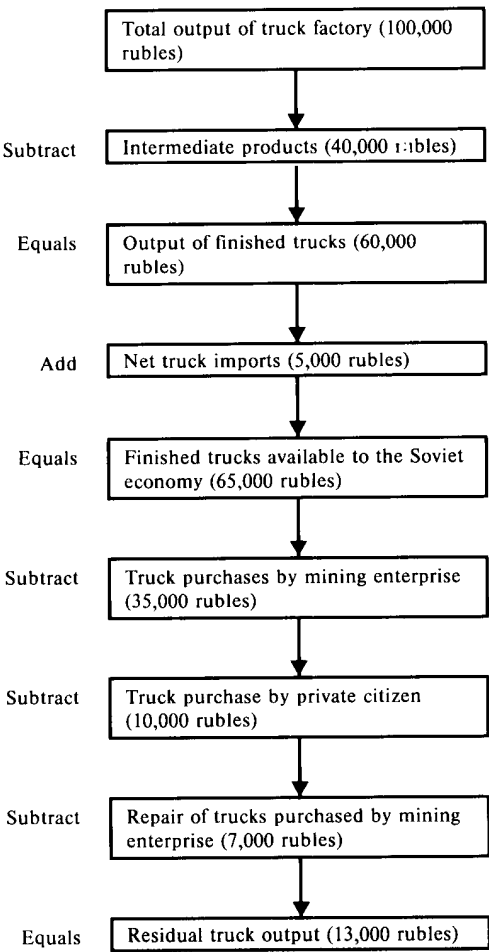 Total output of truck factory (100,000
rubles)
Subtract
Intermediate products (40,000
Equals
Output of finished trucks (60,000
rubles)
Add
Net truck imports (5,000 rubles)
Equals
Finished trucks available to the Soviet
economy (65,000 rubles)
Subtract
Truck purchases by mining enterprise
(35,000 rubles)
Subtract
Truck purchase by private citizen
(10,000 rubles)
Subtract
Repair of trucks purchased by mining
enterprise (7,000 rubles)
Equals
Residual truck output (13,000 rubles)